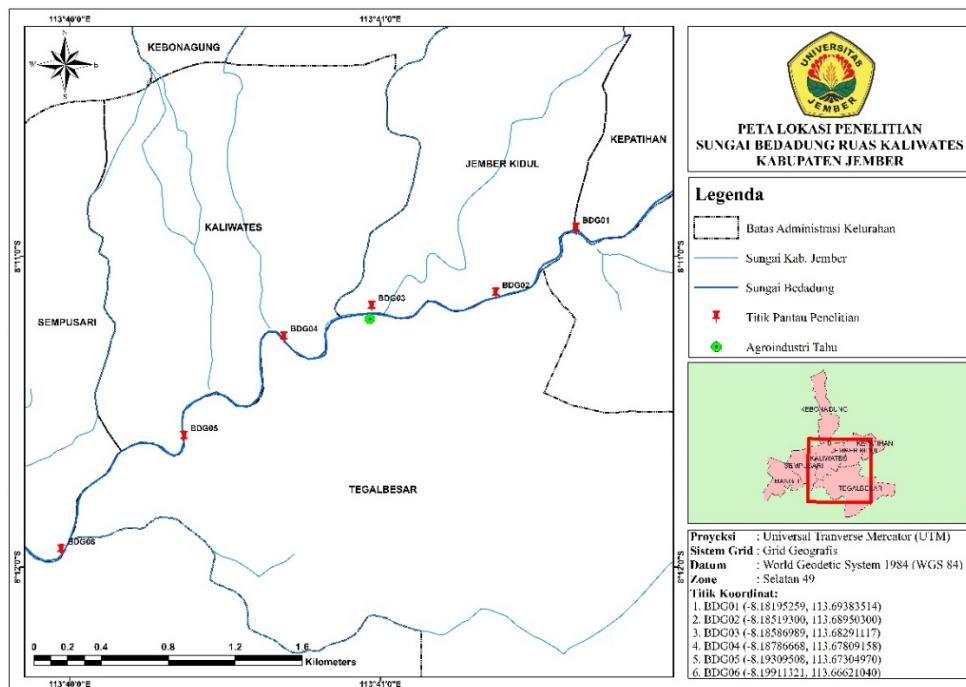 113°40'0"E
113°41'0"E
KEBONAGUNG
N
W
E
S
KEPATIHAN
JEMBER KIDUL
BDG01
KALIWATES
8°11'0"S
8°11'0"S
BDG02
BDG03
SEMPUSARI
BDG04
BDG05
TEGALBESAR
BDG06
8°12'0"S
8°12'0"S
0 0.2 0.4 0.8 1.2 1.6
Kilometers
113°40'0"E
113°41'0"E
UNIVERSITAS
JEMBER
PETA LOKASI PENELITIAN
SUNGAI BEDADUNG RUAS KALIWATES
KABUPATEN JEMBER
Legenda
Batas Administrasi Kelurahan
Sungai Kab. Jember
Sungai Bedadung
Titik Pantau Penelitian
Agroindustri Tahu
KEPATIHAN
JEMBER KIDUL
KALIWATES
SEMPUSARI
TEGALBESAR
Proyeksi : Universal Tranverse Mercator (UTM)
Sistem Grid : Grid Geografis
Datum : World Geodetic System 1984 (WGS 84)
Zone : Selatan 49
Titik Koordinat:
1. BDG01 (-8.18195259, 113.69383514)
2. BDG02 (-8.18519300, 113.68950300)
3. BDG03 (-8.18586989, 113.68291117)
4. BDG04 (-8.18786668, 113.67809158)
5. BDG05 (-8.19309508, 113.67304970)
6. BDG06 (-8.19911321, 113.66621040)